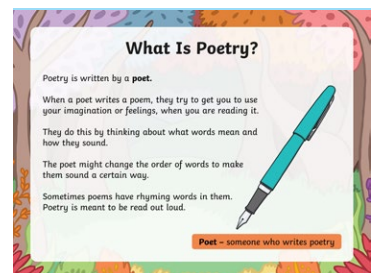 What Is Poetry?
Poetry is written by a poet.
When a poet writes a poem, they try to get you to use
your imagination or feelings, when you are reading it.
They do this by thinking about what words mean and
how they sound.
The poet might change the order of words to make
them sound a certain way.
Sometimes poems have rhyming words in them.
Poetry is meant to be read out loud.
Poet – someone who writes poetry